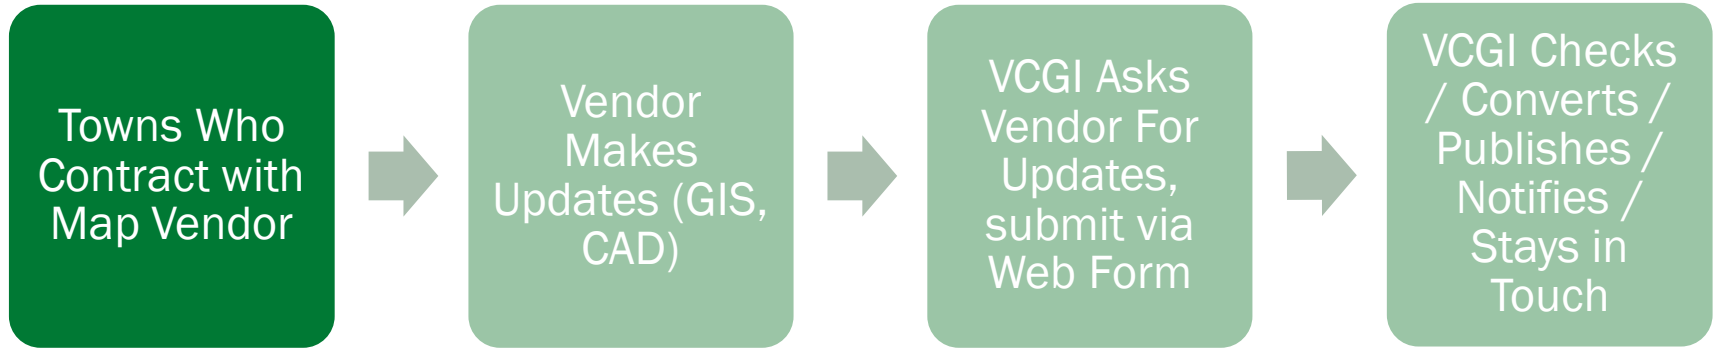 Towns Who
Contract with
Map Vendor
Vendor
Makes
Updates (GIS,
CAD)
VCGI Asks
Vendor For
Updates,
submit via
Web Form
VCGI Checks
/ Converts /
Publishes /
Notifies /
Stays in
Touch